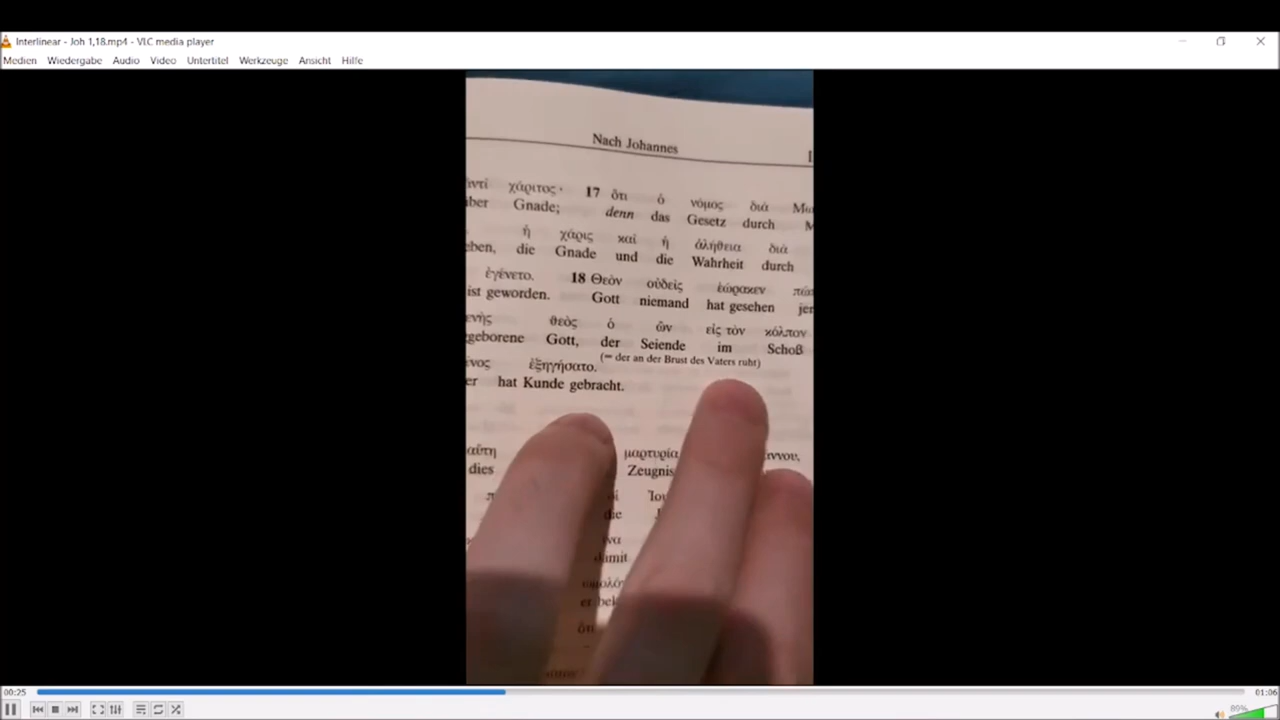 Interlinear - Joh 1,18.mp4 - VLC media player
Medien Wiedergabe Audio Video Untertitel Werkzeuge Ansicht Hilfe
Nach Johannes
χάριτος· 17 ὅτι ὁ νόμος διὰ
Gnade; denn das Gesetz durch
ἡ χάρις καὶ ἡ ἀλήθεια διὰ
die Gnade und die Wahrheit durch
ἐγένετο. 18 Θεὸν οὐδεὶς ἑώρακεν
ist geworden. Gott niemand hat gesehen
θεὸς ὁ ὢν εἰς τὸν κόλπον
geborene Gott, der Seiende im Schoß
ἐξηγήσατο. (= der an der Brust des Vaters ruht)
er hat Kunde gebracht.
αὕτη μαρτυρία
dies Zeugnis
die
damit
00:25 01:06
89%